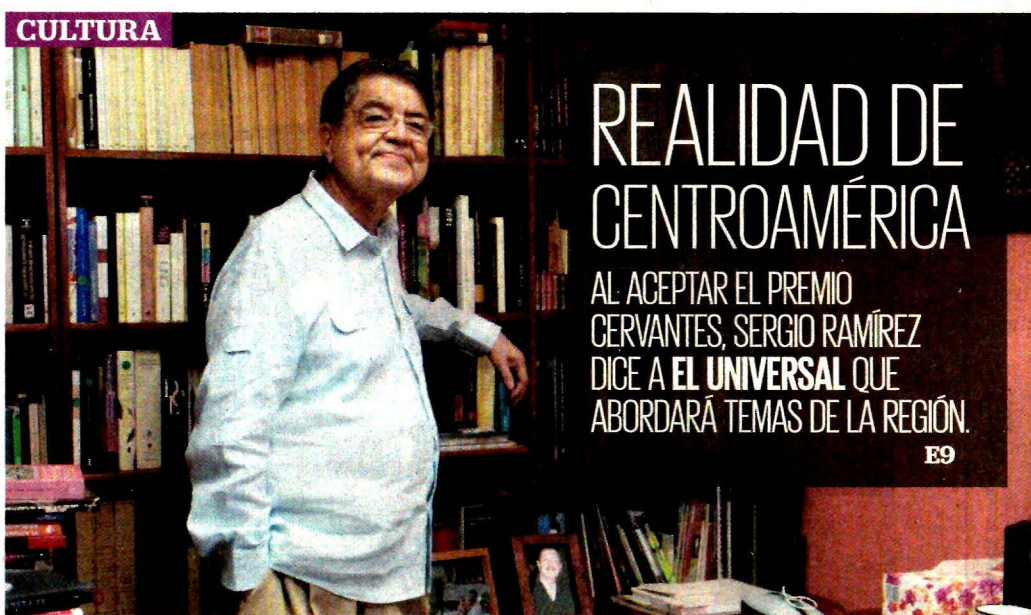 CULTURA
REALIDAD DE
CENTROAMÉRICA
AL ACEPTAR EL PREMIO
CERVANTES, SERGIO RAMÍREZ
DICE A EL UNIVERSAL QUE
ABORDARÁ TEMAS DE LA REGIÓN.
E9